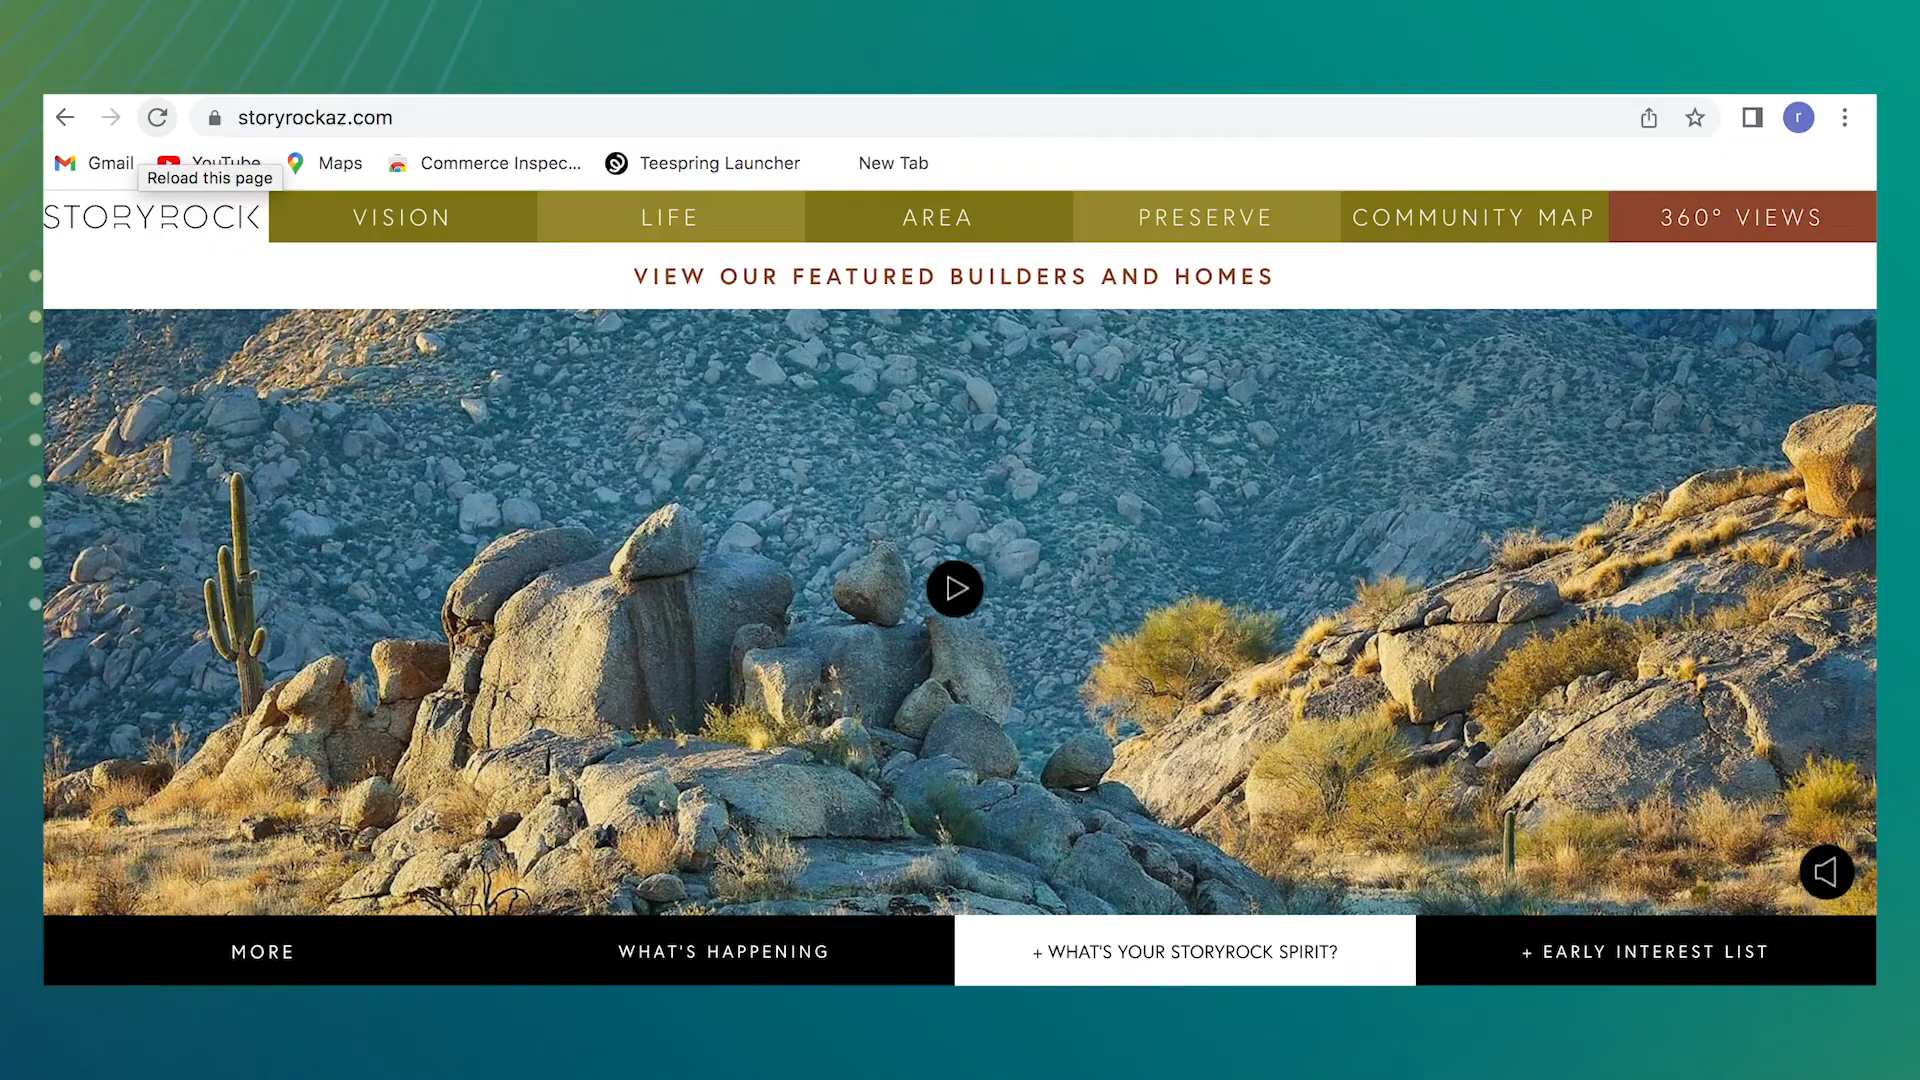 storyrockaz.com
r
Gmail YouTube Maps Commerce Inspec... Teespring Launcher New Tab
Reload this page
STORYROCK VISION LIFE AREA PRESERVE COMMUNITY MAP 360° VIEWS
VIEW OUR FEATURED BUILDERS AND HOMES
MORE WHAT'S HAPPENING + WHAT'S YOUR STORYROCK SPIRIT? + EARLY INTEREST LIST